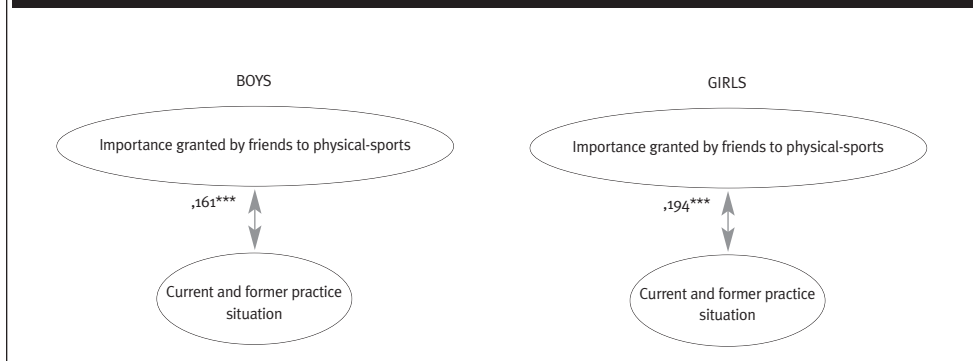 BOYS
Importance granted by friends to physical-sports
,161***
Current and former practice
situation
GIRLS
Importance granted by friends to physical-sports
,194***
Current and former practice
situation